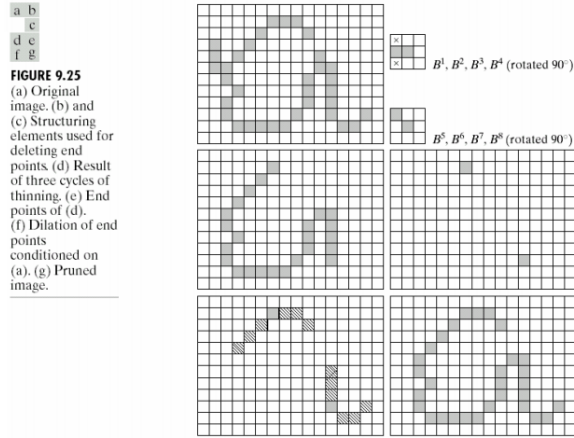 a b
c
d e
f g
FIGURE 9.25
(a) Original
image. (b) and
(c) Structuring
elements used for
deleting end
points. (d) Result
of three cycles of
thinning. (e) End
points of (d).
(f) Dilation of end
points
conditioned on
(a). (g) Pruned
image.
×
×
B¹, B², B³, B⁴ (rotated 90°)
B⁵, B⁶, B⁷, B⁸ (rotated 90°)